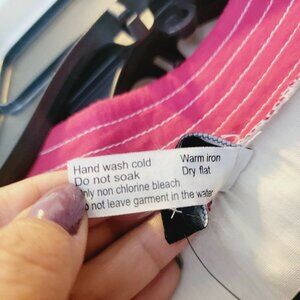 Hand wash cold Warm iron
Do not soak Dry flat
Only non chlorine bleach
Do not leave garment in the water